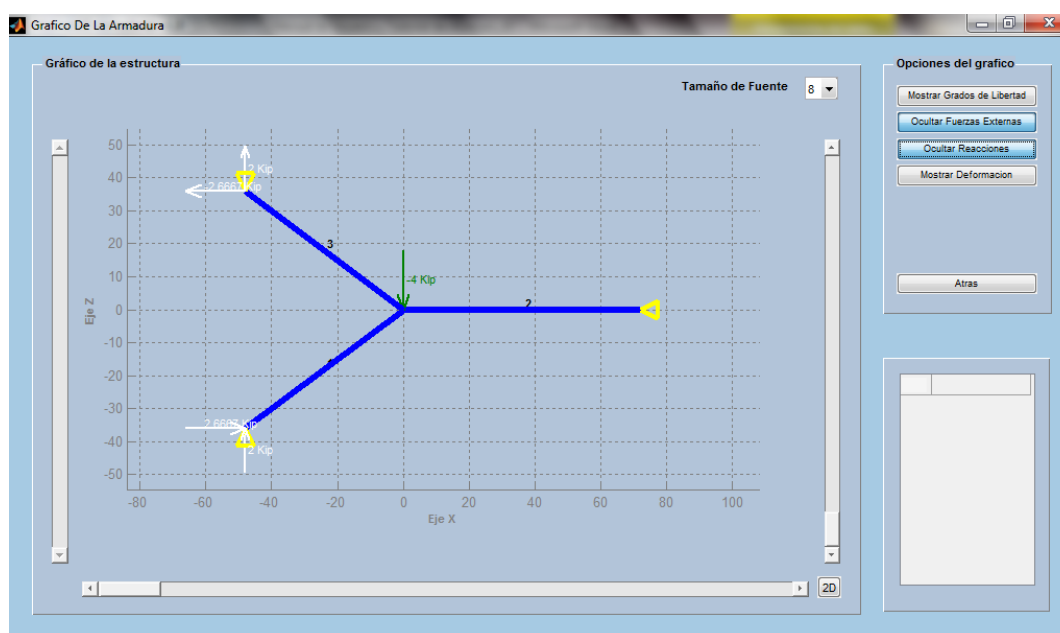 Grafico De La Armadura
Gráfico de la estructura
Tamaño de Fuente 8
50
40
30
20
10
0
-10
-20
-30
-40
-50
Eje Z
2 Kip
-2.6667 Kip
3
-4 Kip
2
2.6667 Kip
2 Kip
-80 -60 -40 -20 0 20 40 60 80 100
Eje X
2D
Opciones del grafico
Mostrar Grados de Libertad
Ocultar Fuerzas Externas
Ocultar Reacciones
Mostrar Deformacion
Atras